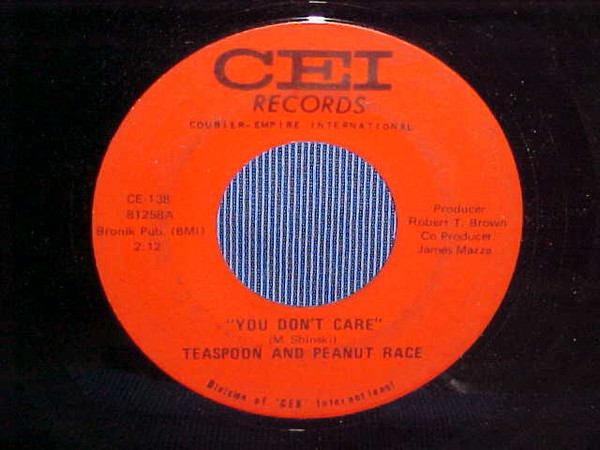 CEI
RECORDS
COURIER-EMPIRE INTERNATIONAL
CE-138
81258A
Bronik Pub. (BMI)
2:12
Producer
Robert T. Brown
Co Producer
James Mazza
"YOU DON'T CARE"
(M. Shinski)
TEASPOON AND PEANUT RACE
Division of "CEB" International